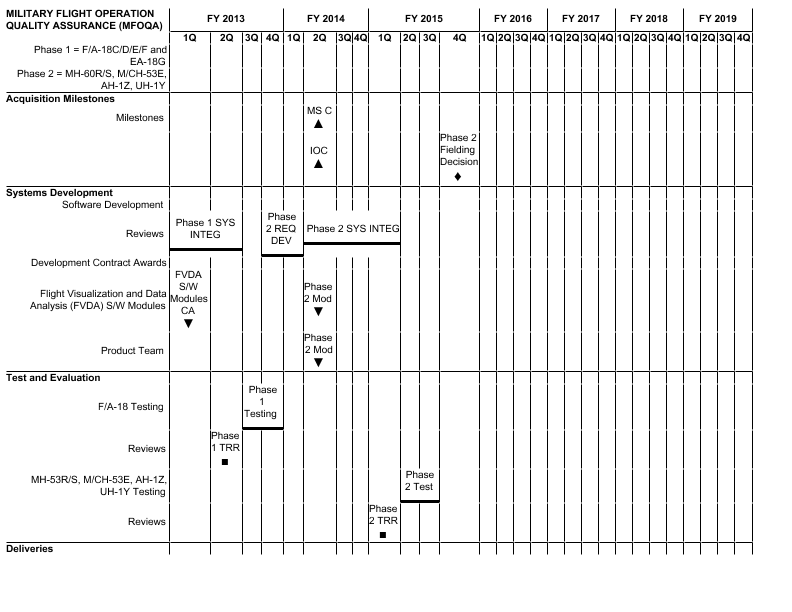 MILITARY FLIGHT OPERATION
QUALITY ASSURANCE (MFOQA)
FY 2013 FY 2014 FY 2015 FY 2016 FY 2017 FY 2018 FY 2019
1Q 2Q 3Q 4Q 1Q 2Q 3Q 4Q 1Q 2Q 3Q 4Q 1Q 2Q 3Q 4Q 1Q 2Q 3Q 4Q 1Q 2Q 3Q 4Q 1Q 2Q 3Q 4Q
Phase 1 = F/A-18C/D/E/F and
EA-18G
Phase 2 = MH-60R/S, M/CH-53E,
AH-1Z, UH-1Y
Acquisition Milestones
Milestones
MS C
IOC
Phase 2
Fielding
Decision
Systems Development
Software Development
Reviews
Phase 1 SYS
INTEG
Phase
2 REQ
DEV
Phase 2 SYS INTEG
Development Contract Awards
Flight Visualization and Data
Analysis (FVDA) S/W Modules
FVDA
S/W
Modules
CA
Phase
2 Mod
Product Team
Phase
2 Mod
Test and Evaluation
F/A-18 Testing
Phase
1
Testing
Reviews
Phase
1 TRR
MH-53R/S, M/CH-53E, AH-1Z,
UH-1Y Testing
Phase
2 Test
Reviews
Phase
2 TRR
Deliveries